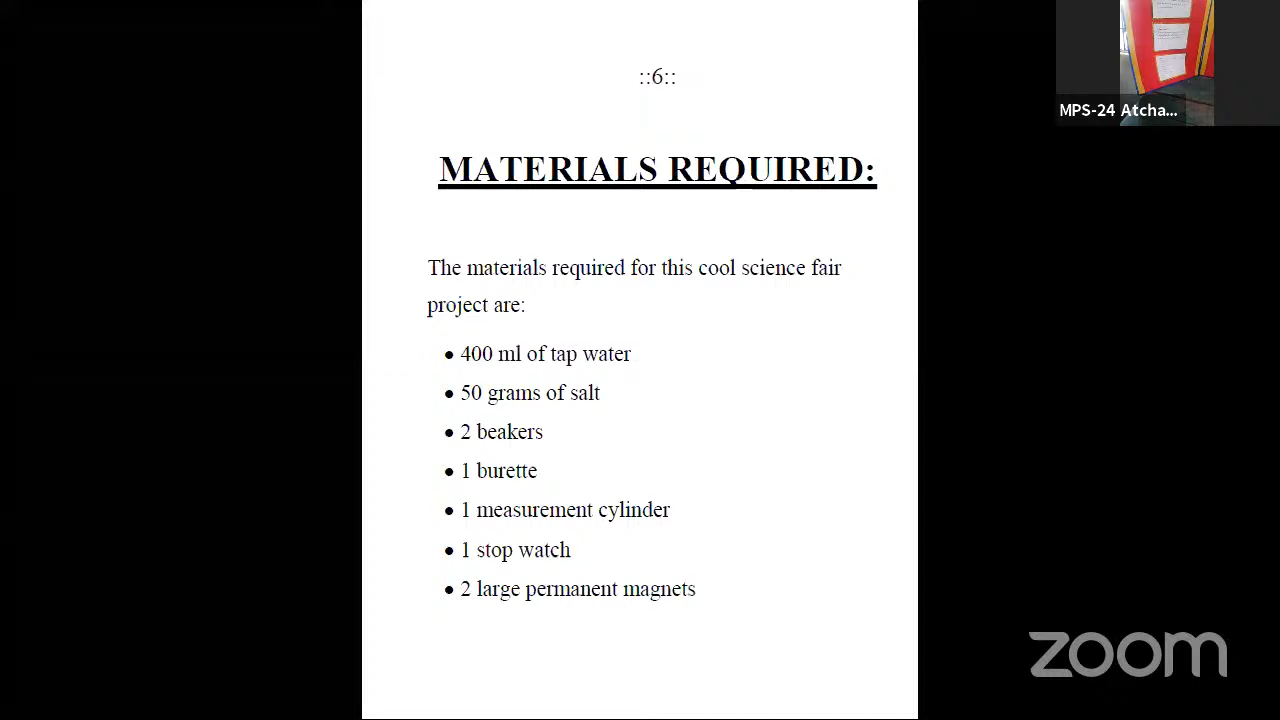 ::6::
MPS-24 Atcha...
MATERIALS REQUIRED:
The materials required for this cool science fair
project are:
• 400 ml of tap water
• 50 grams of salt
• 2 beakers
• 1 burette
• 1 measurement cylinder
• 1 stop watch
• 2 large permanent magnets
zoom